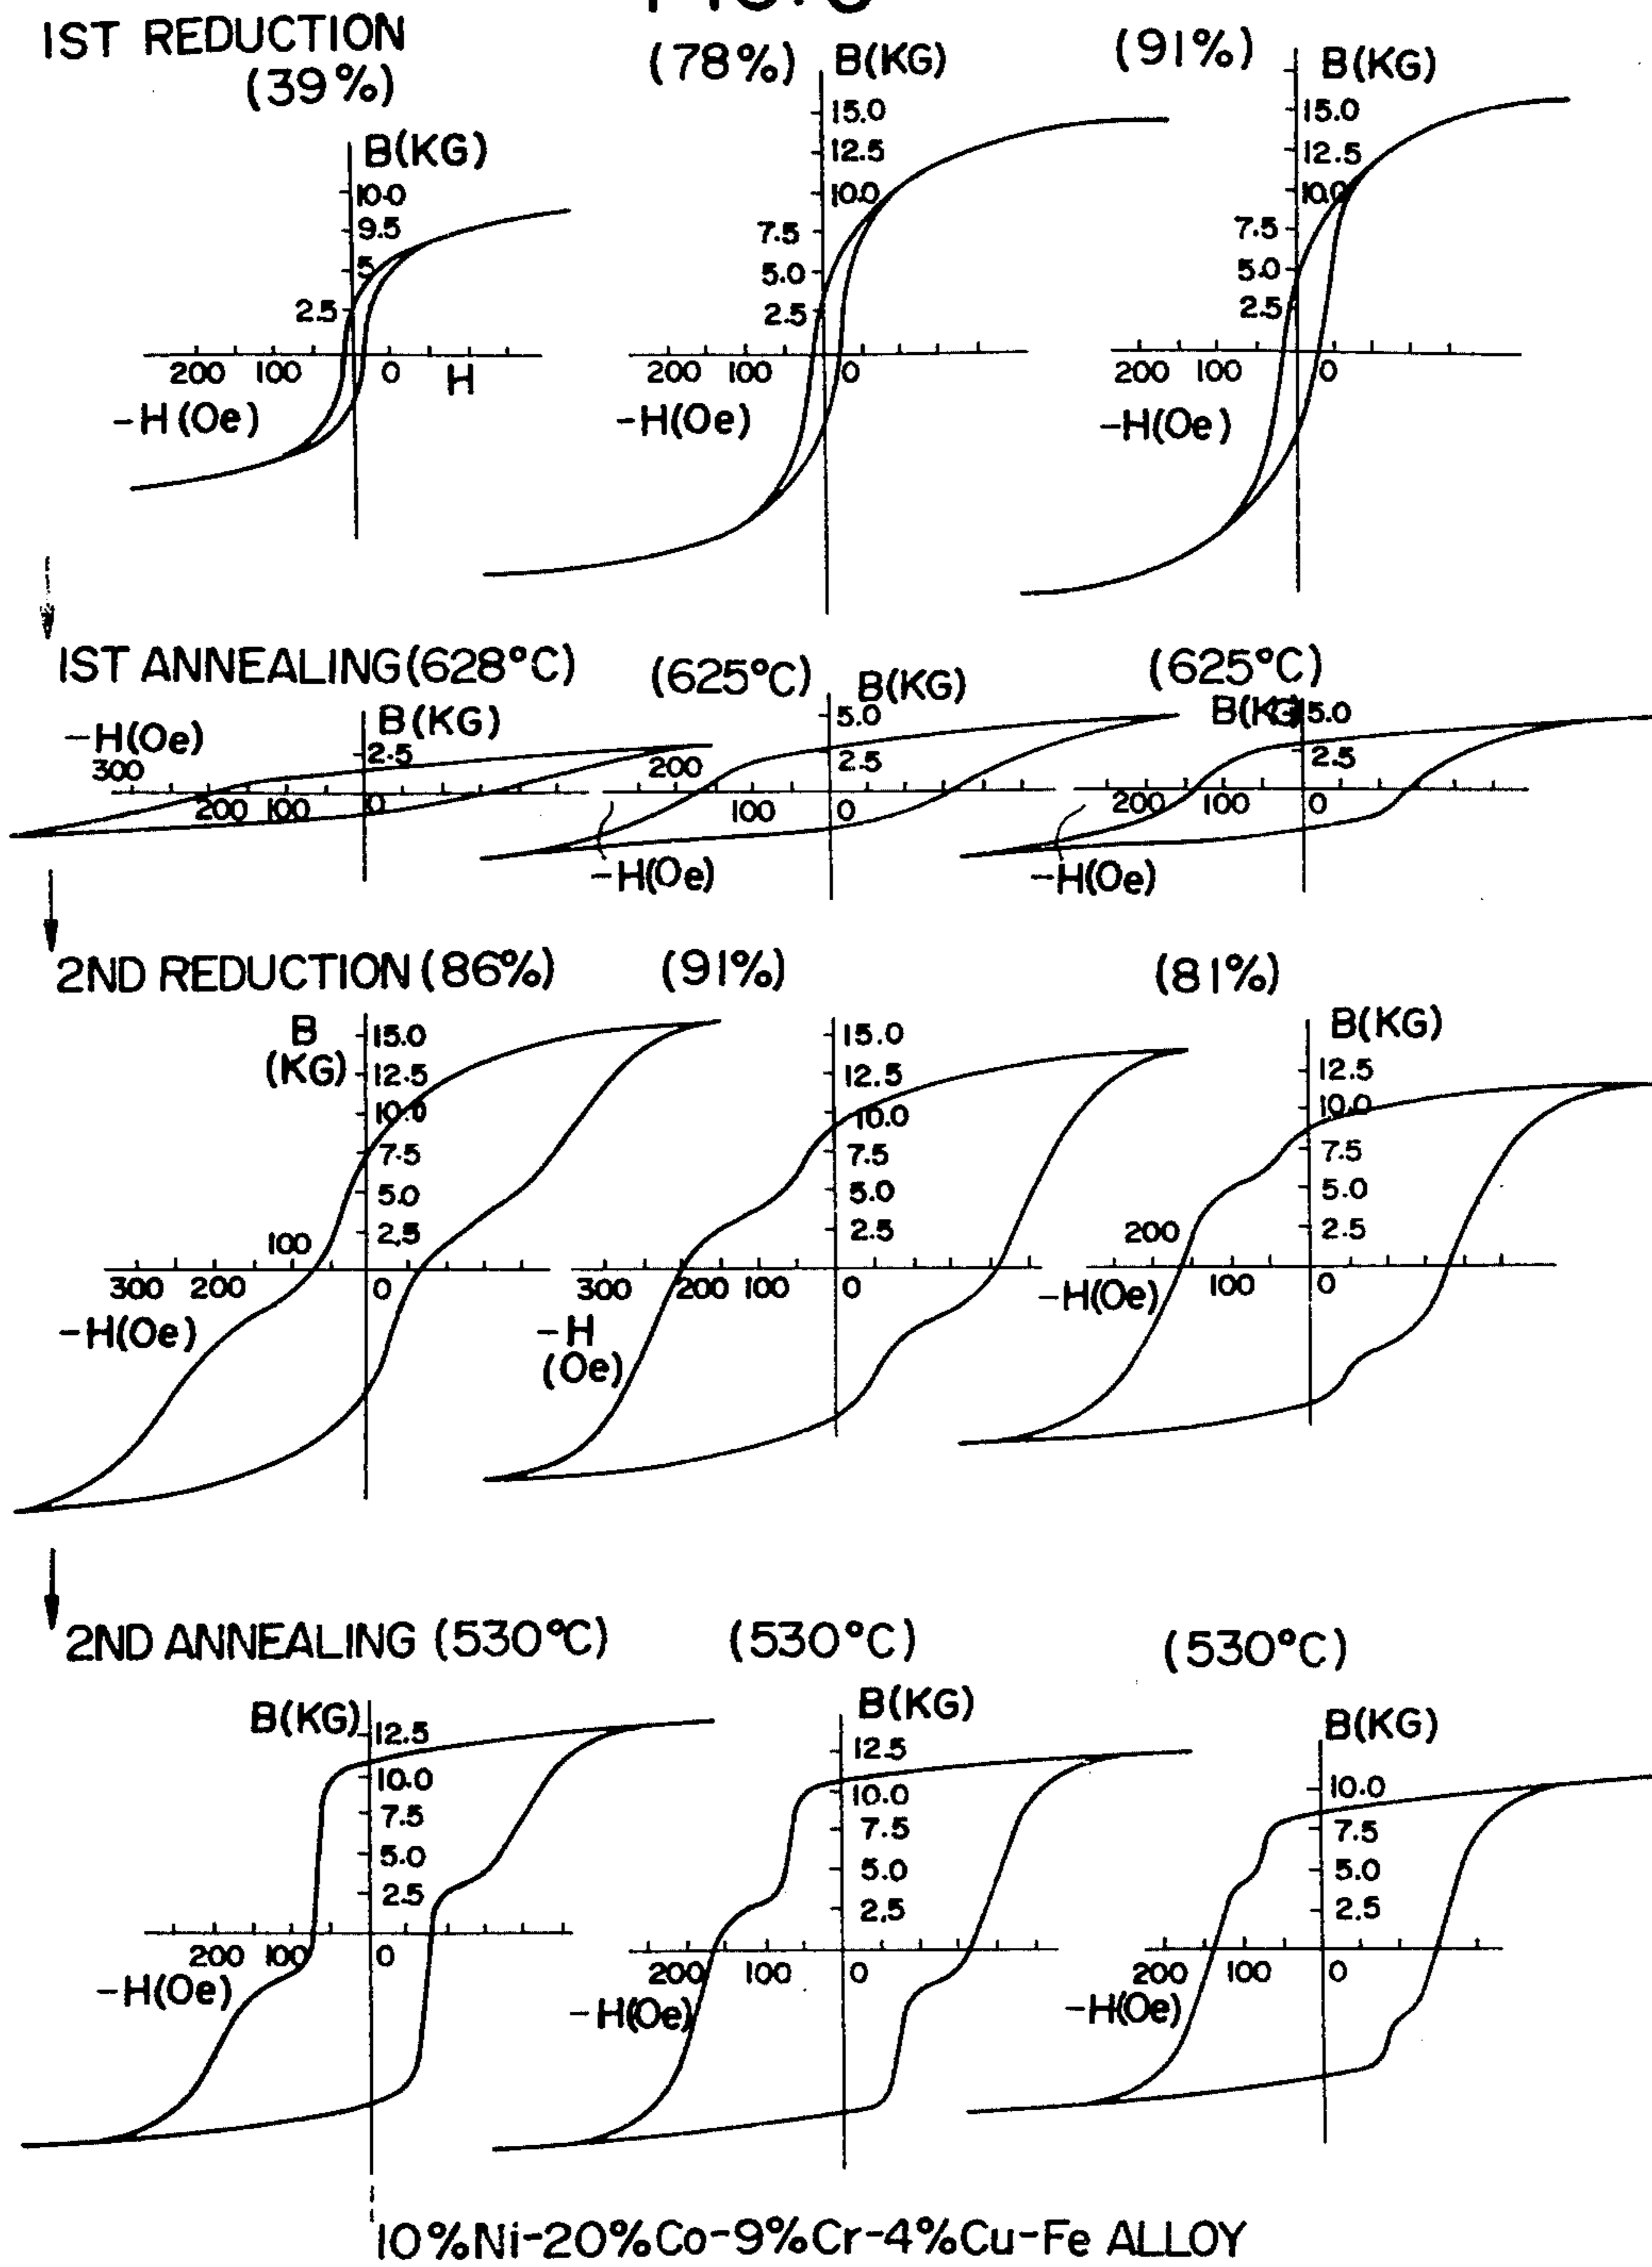 1ST REDUCTION
(39%)
(78%)
(91%)
B(KG)
10.0
9.5
5
2.5
200 100 0 H
-H(Oe)
B(KG)
15.0
12.5
10.0
7.5
5.0
2.5
200 100 0
-H(Oe)
B(KG)
15.0
12.5
10.0
7.5
5.0
2.5
200 100 0
-H(Oe)
1ST ANNEALING(628°C)
(625°C)
(625°C)
-H(Oe)
B(KG)
300
2.5
200 100 0
B(KG)
5.0
200
2.5
100 0
-H(Oe)
B(KG)
5.0
2.5
200 100 0
-H(Oe)
2ND REDUCTION (86%)
(91%)
(81%)
B
(KG)
15.0
12.5
10.0
7.5
5.0
2.5
100
300 200 0
-H(Oe)
15.0
12.5
10.0
7.5
5.0
2.5
300 200 100 0
-H
(Oe)
B(KG)
12.5
10.0
7.5
5.0
2.5
200
100 0
-H(Oe)
2ND ANNEALING (530°C)
(530°C)
(530°C)
B(KG)
12.5
10.0
7.5
5.0
2.5
200 100 0
-H(Oe)
B(KG)
12.5
10.0
7.5
5.0
2.5
200 100 0
-H(Oe)
B(KG)
10.0
7.5
5.0
2.5
200 100 0
-H(Oe)
10%Ni-20%Co-9%Cr-4%Cu-Fe ALLOY